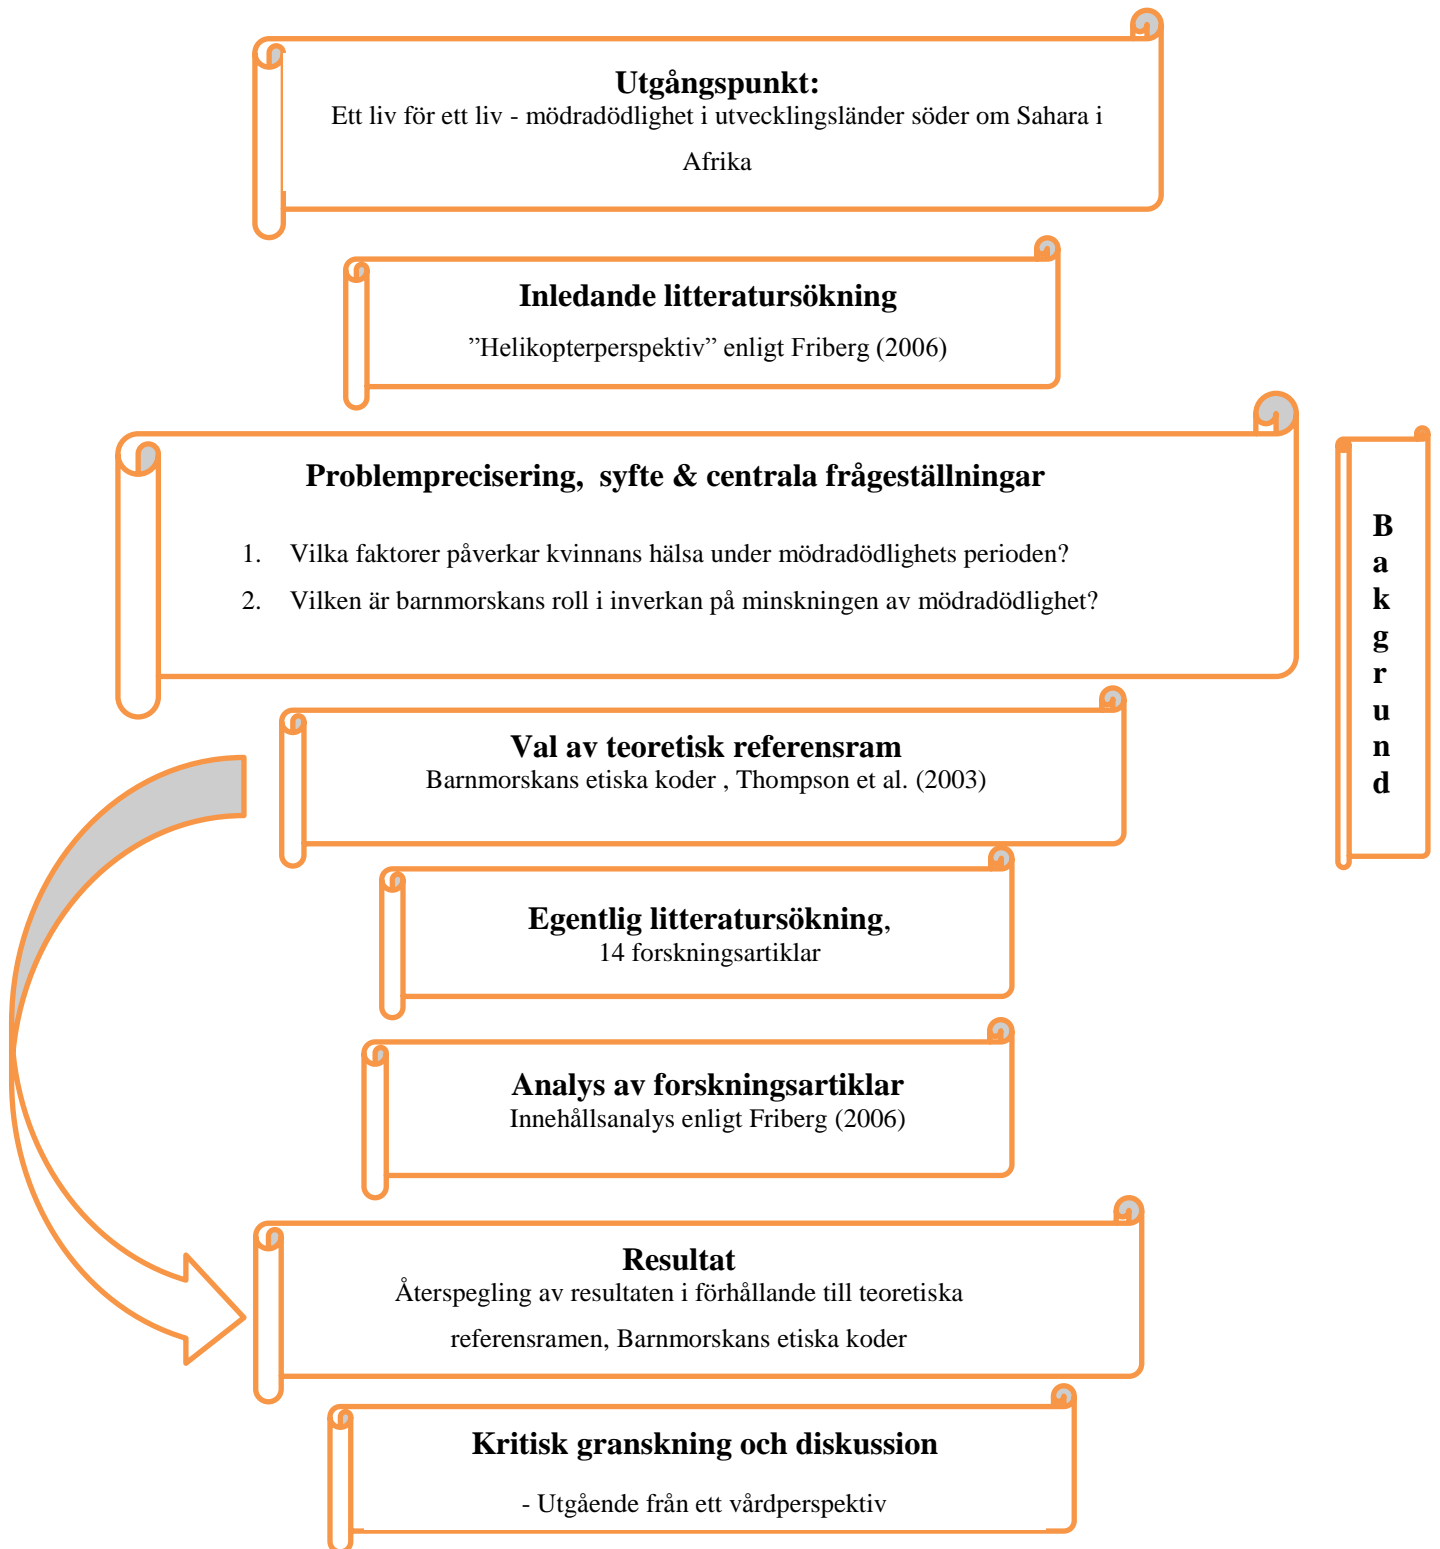 Utgångspunkt:
Ett liv för ett liv - mödradödlighet i utvecklingsländer söder om Sahara i
Afrika
Inledande litteratursökning
”Helikopterperspektiv” enligt Friberg (2006)
Problemprecisering, syfte & centrala frågeställningar
1. Vilka faktorer påverkar kvinnans hälsa under mödradödlighets perioden?
2. Vilken är barnmorskans roll i inverkan på minskningen av mödradödlighet?
B
a
k
g
r
u
n
d
Val av teoretisk referensram
Barnmorskans etiska koder , Thompson et al. (2003)
Egentlig litteratursökning,
14 forskningsartiklar
Analys av forskningsartiklar
Innehållsanalys enligt Friberg (2006)
Resultat
Återspegling av resultaten i förhållande till teoretiska
referensramen, Barnmorskans etiska koder
Kritisk granskning och diskussion
- Utgående från ett vårdperspektiv